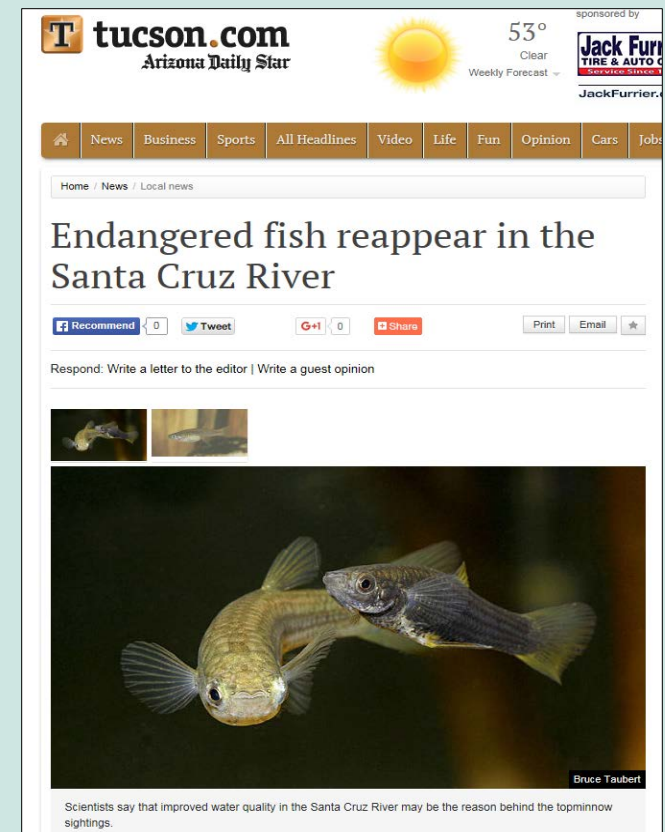 sponsored by
T tucson.com
Arizona Daily Star
53°
Clear
Weekly Forecast
Jack Furr
TIRE & AUTO C
Service Since 1
JackFurrier.
News Business Sports All Headlines Video Life Fun Opinion Cars Jobs
Home / News / Local news
Endangered fish reappear in the
Santa Cruz River
Recommend 0 Tweet G+1 0 Share Print Email
Respond: Write a letter to the editor | Write a guest opinion
Bruce Taubert
Scientists say that improved water quality in the Santa Cruz River may be the reason behind the topminnow
sightings.